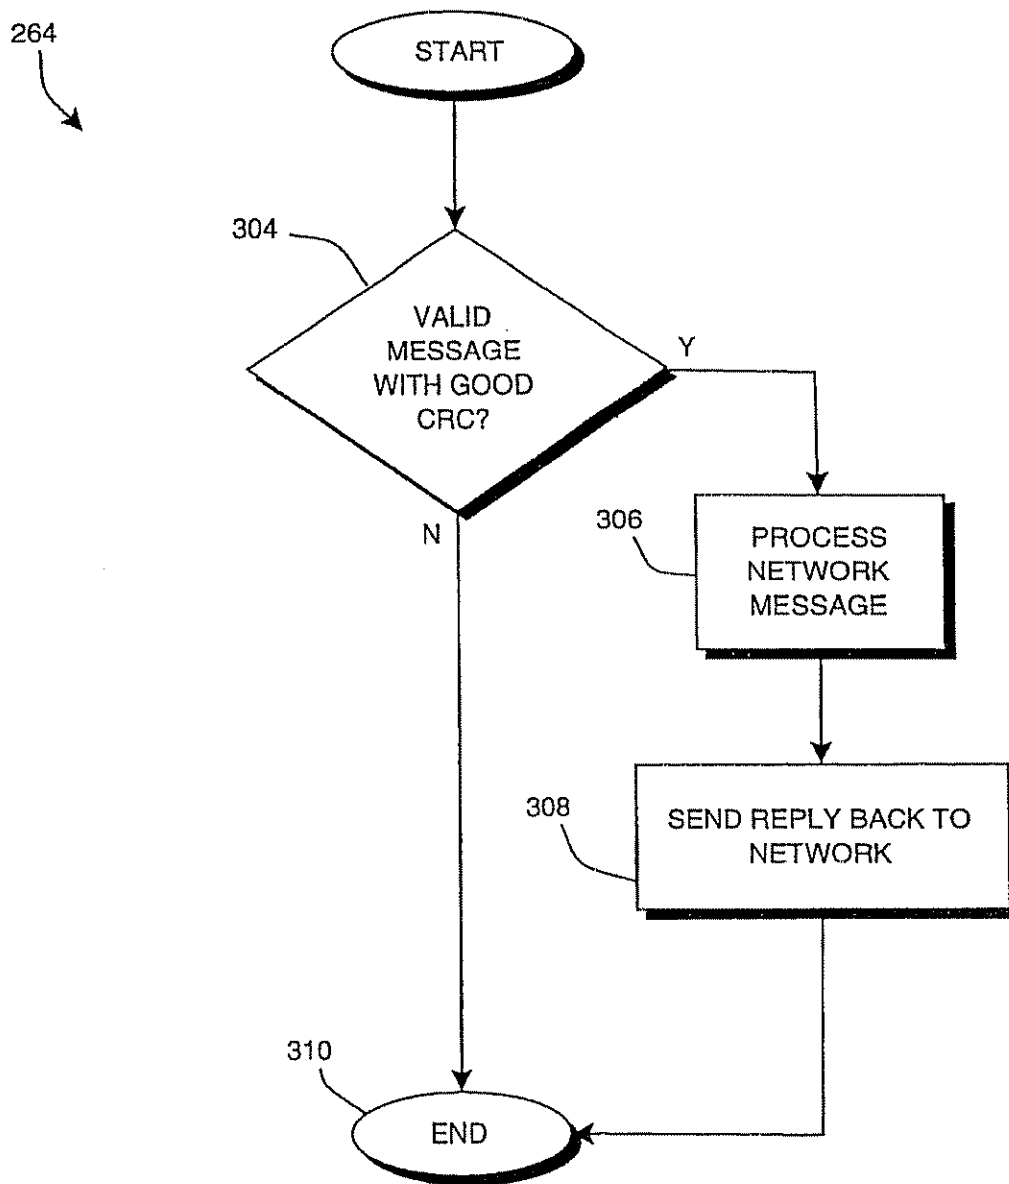 264
START
304
VALID
MESSAGE
WITH GOOD
CRC?
Y
N
306
PROCESS
NETWORK
MESSAGE
308
SEND REPLY BACK TO
NETWORK
310
END